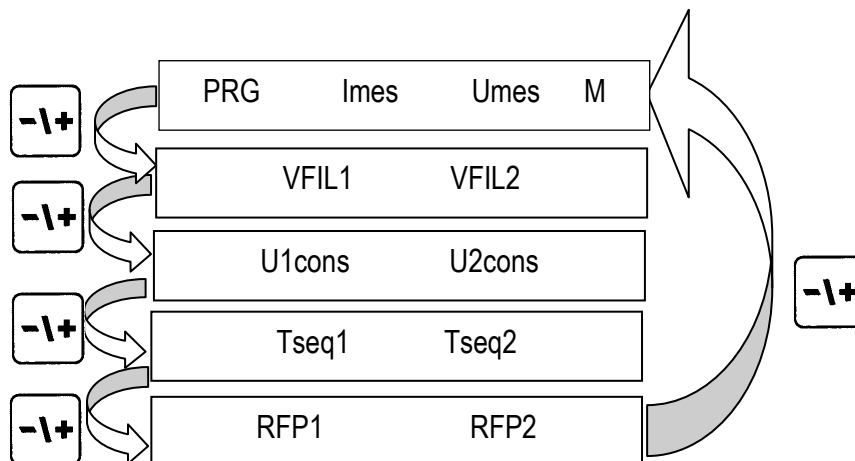 PRG Imes Umes M
-\+
VFIL1 VFIL2
-\+
U1cons U2cons
-\+
-\+
Tseq1 Tseq2
-\+
RFP1 RFP2